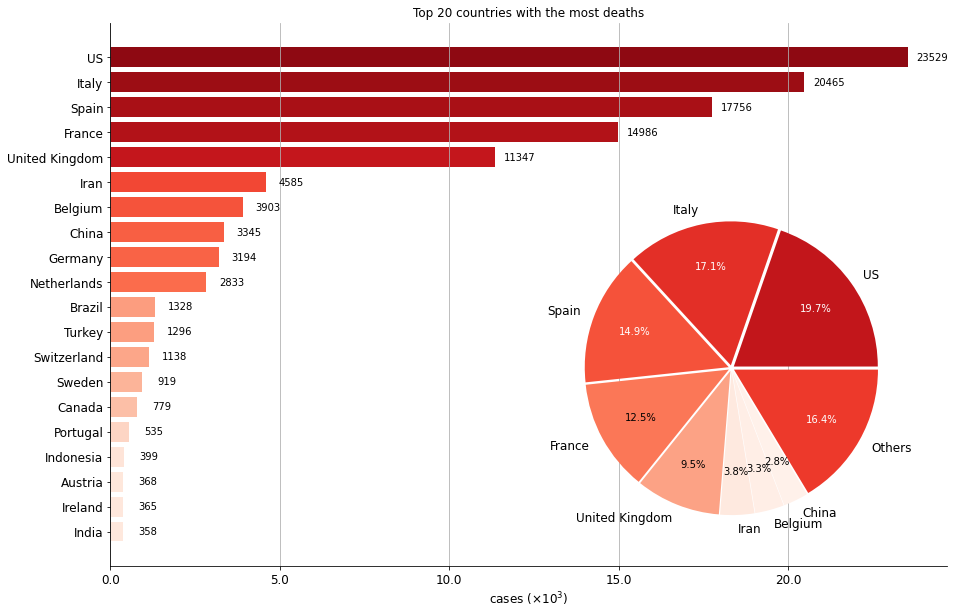 Top 20 countries with the most deaths
US 23529
Italy 20465
Spain 17756
France 14986
United Kingdom 11347
Iran 4585
Belgium 3903
China 3345
Germany 3194
Netherlands 2833
Brazil 1328
Turkey 1296
Switzerland 1138
Sweden 919
Canada 779
Portugal 535
Indonesia 399
Austria 368
Ireland 365
India 358
0.0 5.0 10.0 15.0 20.0
cases (×10³)
US
19.7%
Italy
17.1%
Spain
14.9%
France
12.5%
United Kingdom
9.5%
Iran
3.8%
Belgium
3.3%
China
2.8%
Others
16.4%